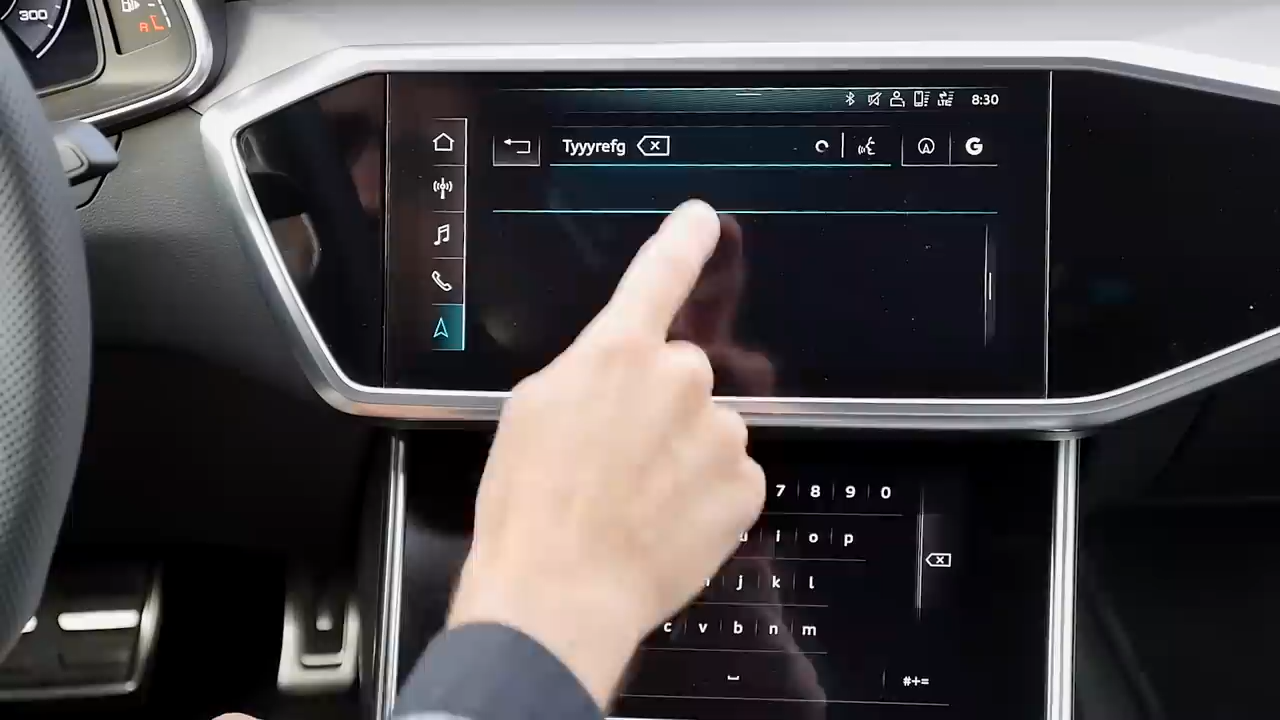 300
A
8:30
Tyyyrefg
G
7 8 9 0
u i o p
j k l
c v b n m
#+=